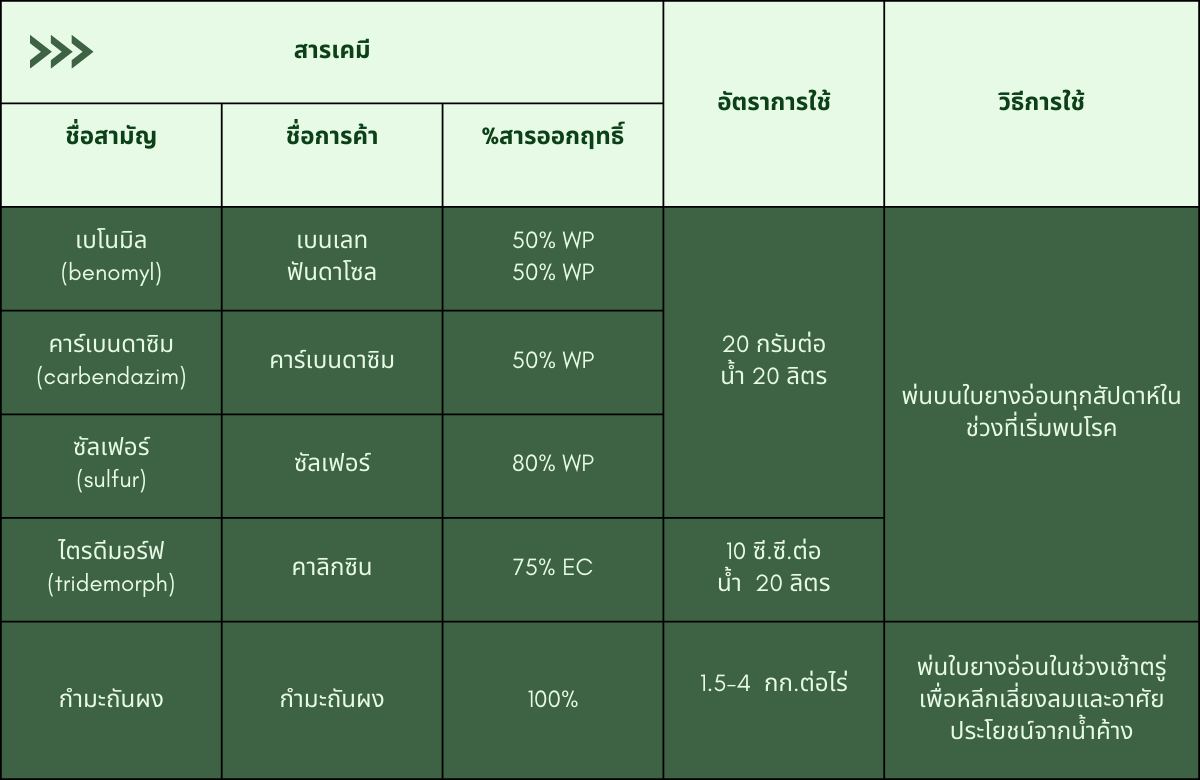 สารเคมี
อัตราการใช้
วิธีการใช้
ชื่อสามัญ
ชื่อการค้า
%สารออกฤทธิ์
เบโนมิล
(benomyl)
เบนเลท
ฟันดาโซล
50% WP
50% WP
20 กรัมต่อ
น้ำ 20 ลิตร
พ่นบนใบยางอ่อนทุกสัปดาห์ใน
ช่วงที่เริ่มพบโรค
คาร์เบนดาซิม
(carbendazim)
คาร์เบนดาซิม
50% WP
ซัลเฟอร์
(sulfur)
ซัลเฟอร์
80% WP
ไตรดีมอร์ฟ
(tridemorph)
คาลิกซิน
75% EC
10 ซี.ซี.ต่อ
น้ำ 20 ลิตร
กำมะถันผง
กำมะถันผง
100%
1.5-4 กก.ต่อไร่
พ่นใบยางอ่อนในช่วงเช้าตรู่
เพื่อหลีกเลี่ยงลมและอาศัย
ประโยชน์จากน้ำค้าง